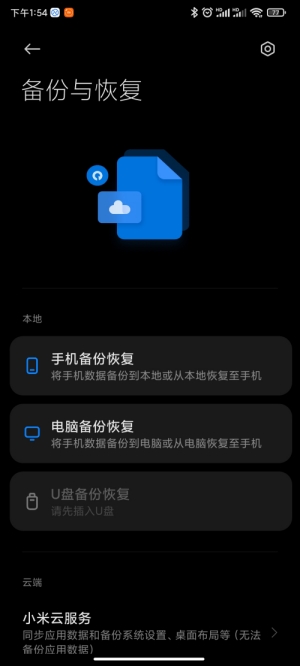 下午1:54
77
备份与恢复
本地
手机备份恢复
将手机数据备份到本地或从本地恢复至手机
电脑备份恢复
将手机数据备份到电脑或从电脑恢复至手机
U盘备份恢复
请先插入U盘
云端
小米云服务
同步应用数据和备份系统设置、桌面布局等（无法
备份应用数据）